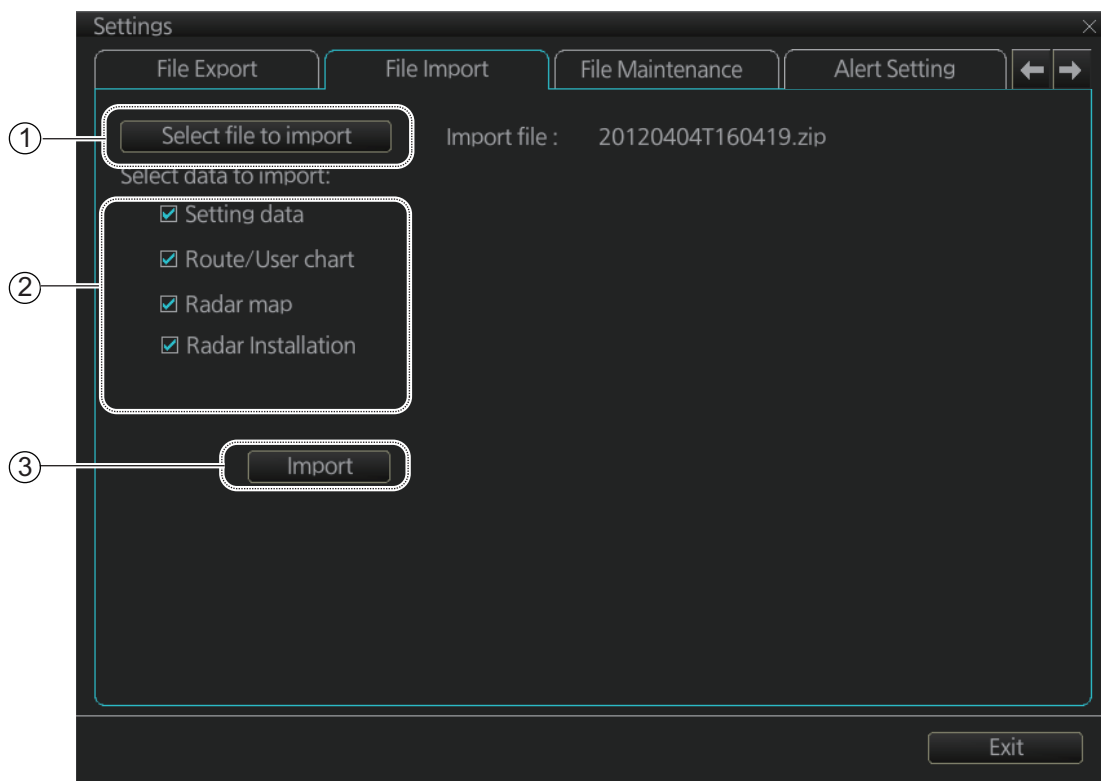 Settings
File Export File Import File Maintenance Alert Setting
① Select file to import Import file : 20120404T160419.zip
Select data to import:
Setting data
Route/User chart
②
Radar map
Radar Installation
③ Import
Exit